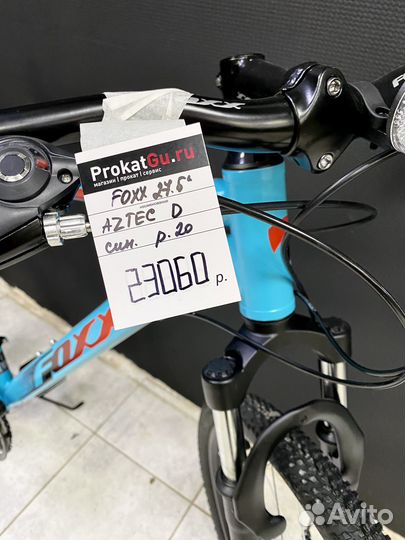 ProkatGu.ru
магазин | прокат | сервис
FOXX 27.5"
AZTEC D
син. р.20
23060 р.
FOXX
Avito